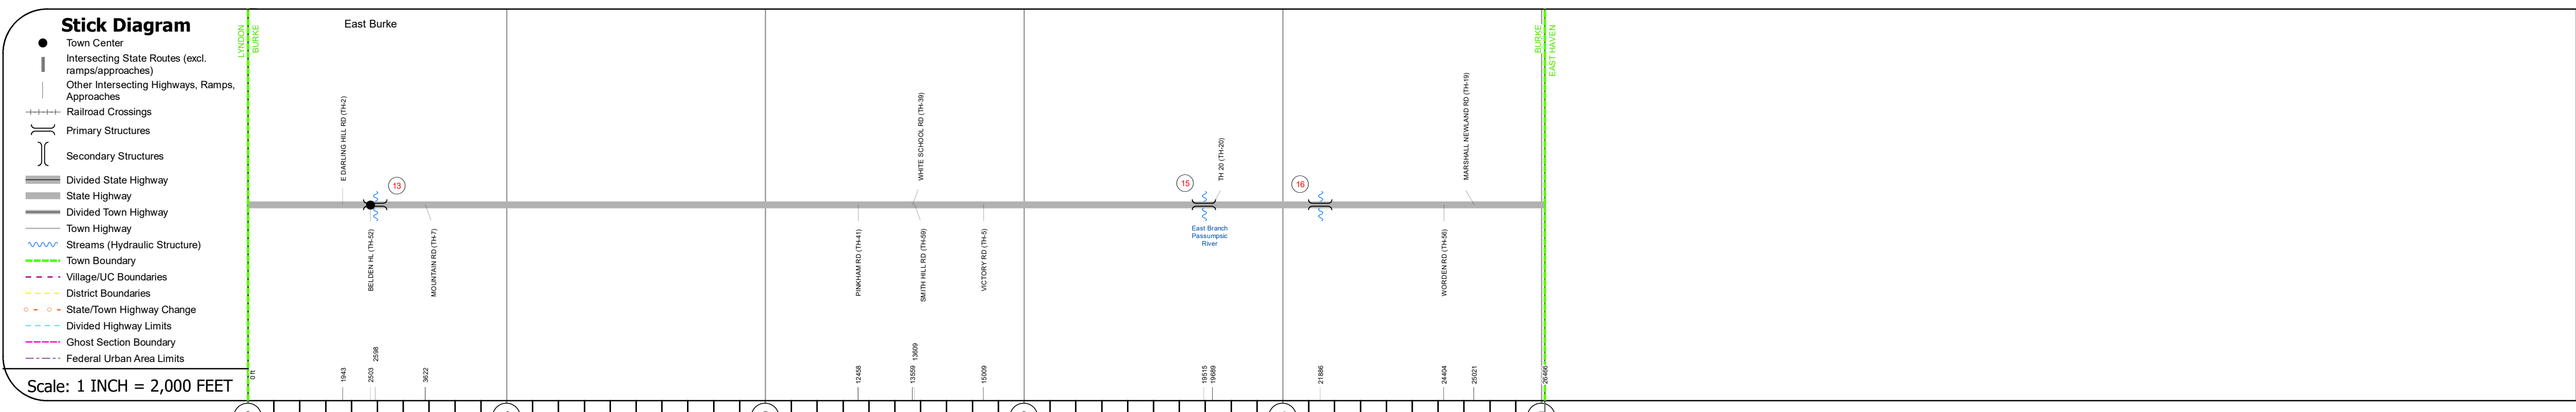 Stick Diagram
Town Center
Intersecting State Routes (excl.
ramps/approaches)
Other Intersecting Highways, Ramps,
Approaches
Railroad Crossings
Primary Structures
Secondary Structures
Divided State Highway
State Highway
Divided Town Highway
Town Highway
Streams (Hydraulic Structure)
Town Boundary
Village/UC Boundaries
District Boundaries
State/Town Highway Change
Divided Highway Limits
Ghost Section Boundary
Federal Urban Area Limits
Scale: 1 INCH = 2,000 FEET
LYNDON
BURKE
East Burke
E DARLING HILL RD (TH-2)
13
BELDEN HL (TH-52)
MOUNTAIN RD (TH-7)
WHITE SCHOOL RD (TH-39)
PINKHAM RD (TH-41)
SMITH HILL RD (TH-59)
VICTORY RD (TH-5)
15
TH 20 (TH-20)
East Branch
Passumpsic
River
16
MARSHALL NEWLAND RD (TH-19)
WORDEN RD (TH-56)
BURKE
EAST HAVEN
0 ft
1943
2503
2598
3622
12458
13559
13609
15009
19515
19689
21886
24404
25021
26466